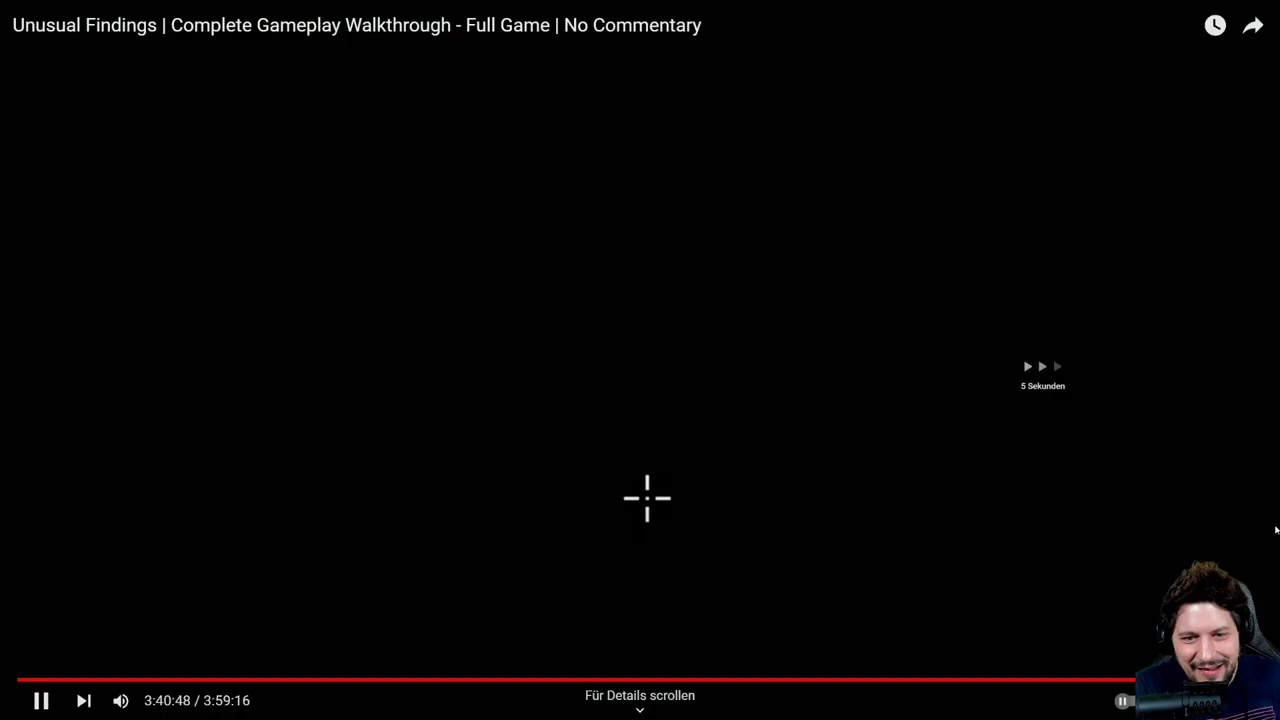 Unusual Findings | Complete Gameplay Walkthrough - Full Game | No Commentary
5 Sekunden
3:40:48 / 3:59:16
Für Details scrollen